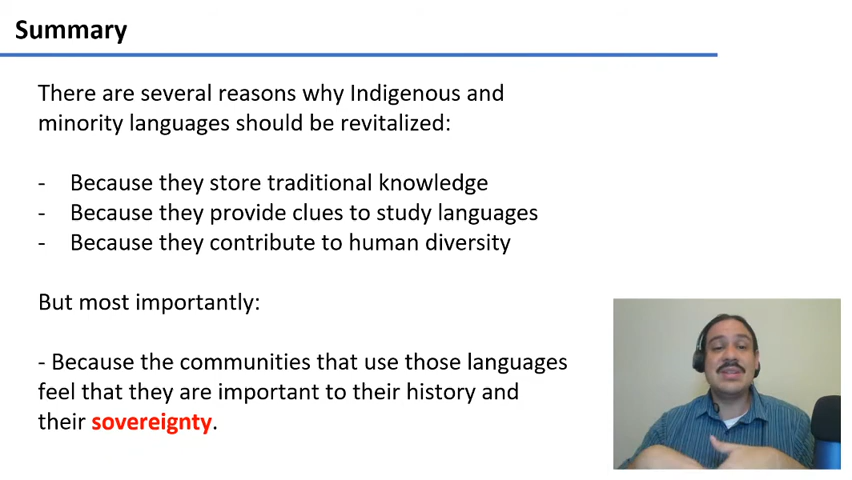 Summary
There are several reasons why Indigenous and
minority languages should be revitalized:
- Because they store traditional knowledge
- Because they provide clues to study languages
- Because they contribute to human diversity
But most importantly:
- Because the communities that use those languages
feel that they are important to their history and
their sovereignty.